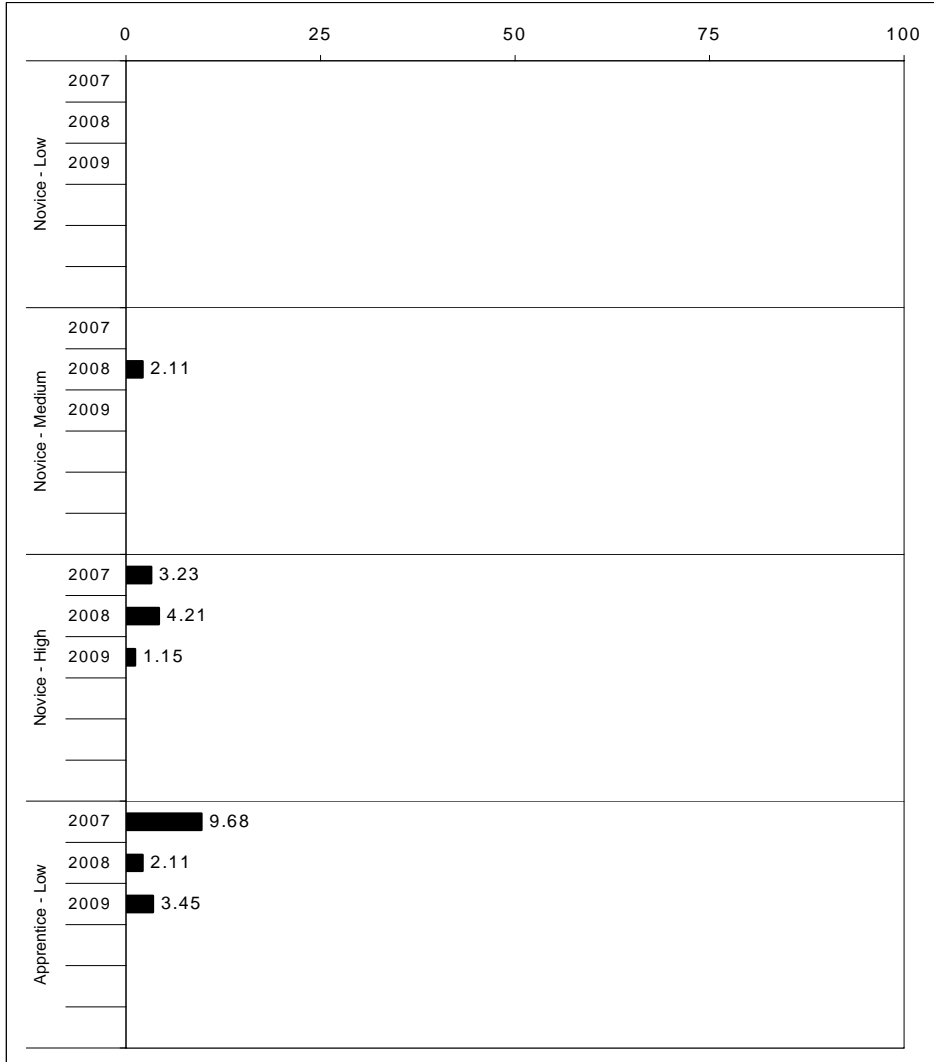 0 25 50 75 100
Novice - Low
2007
2008
2009
Novice - Medium
2007
2008 2.11
2009
Novice - High
2007 3.23
2008 4.21
2009 1.15
Apprentice - Low
2007 9.68
2008 2.11
2009 3.45